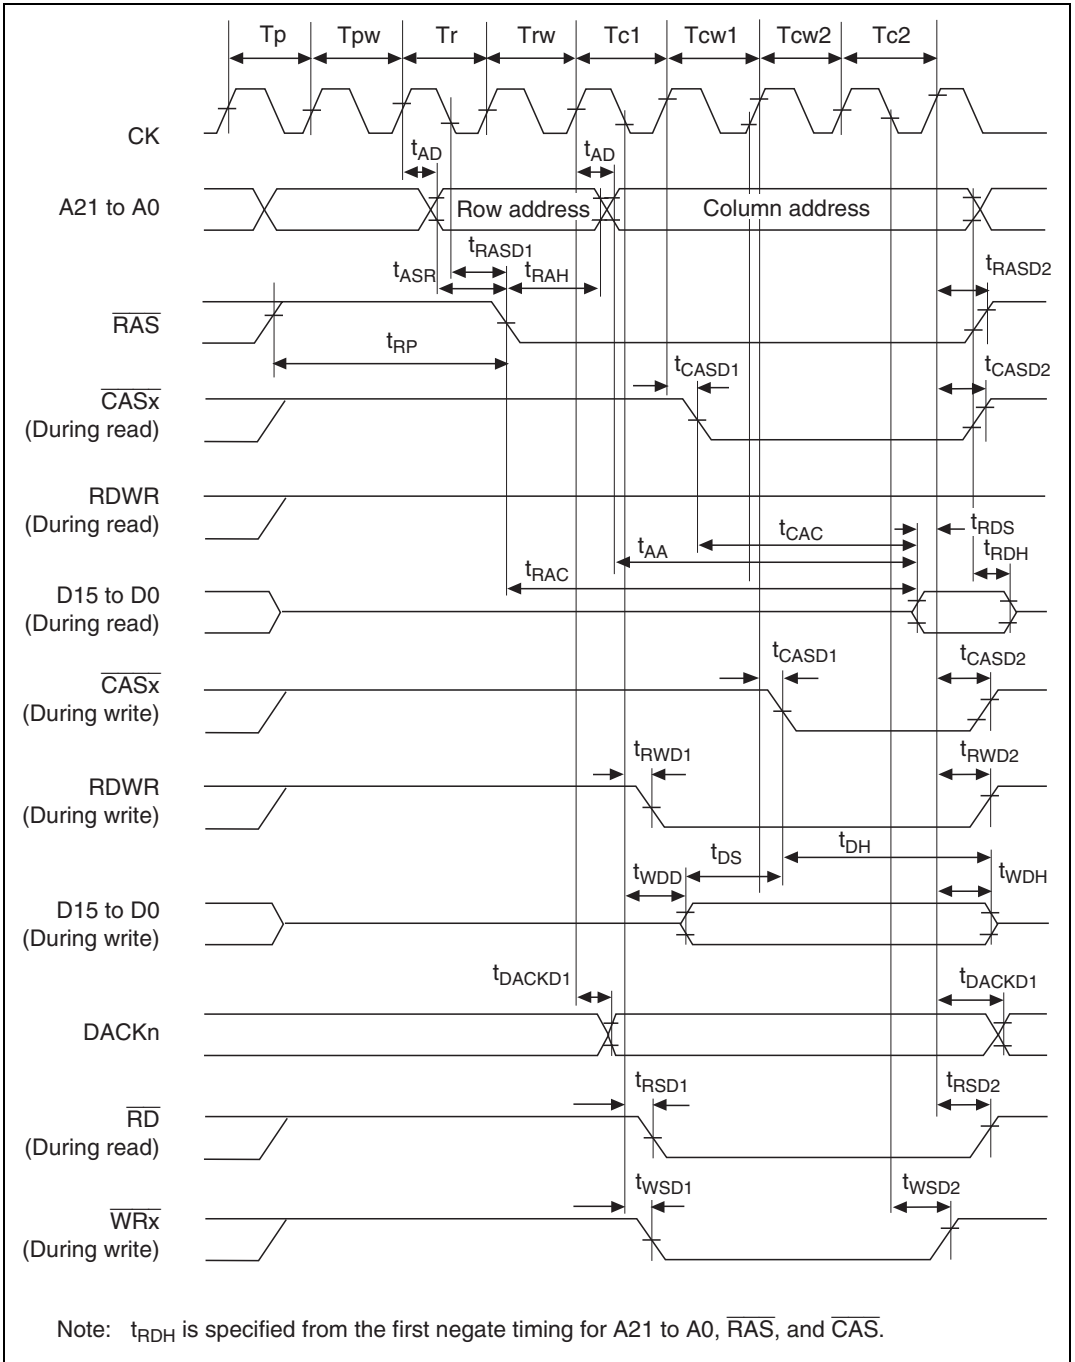 Tp Tpw Tr Trw Tc1 Tcw1 Tcw2 Tc2
CK
tAD tAD
A21 to A0 Row address Column address
tRASD1
tASR tRAH tRASD2
RAS
tRP
tCASD1 tCASD2
CASx
(During read)
RDWR
(During read)
tCAC tRDS
tAA tRDH
tRAC
D15 to D0
(During read)
tCASD1 tCASD2
CASx
(During write)
tRWD1 tRWD2
RDWR
(During write)
tDS tDH
tWDD tWDH
D15 to D0
(During write)
tDACKD1 tDACKD1
DACKn
tRSD1 tRSD2
RD
(During read)
tWSD1 tWSD2
WRx
(During write)
Note: tRDH is specified from the first negate timing for A21 to A0, RAS, and CAS.